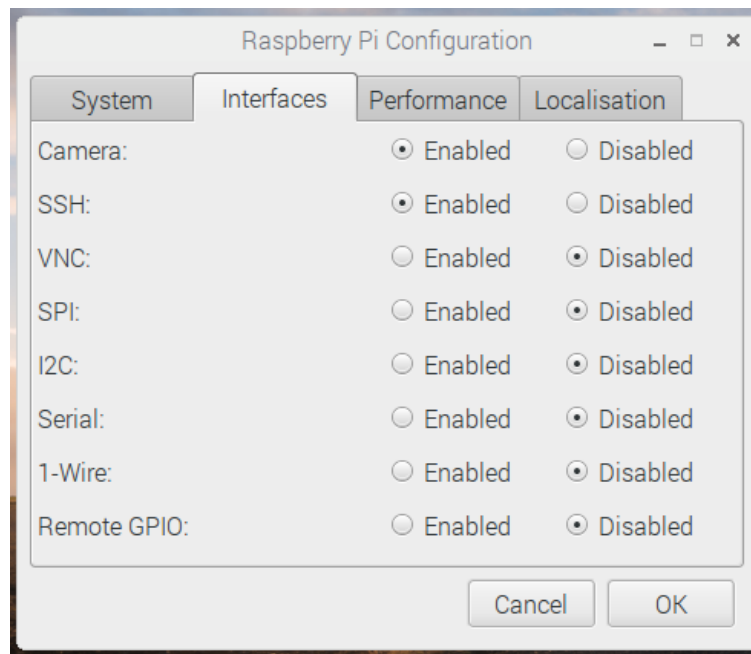 Raspberry Pi Configuration
System Interfaces Performance Localisation
Camera: Enabled Disabled
SSH: Enabled Disabled
VNC: Enabled Disabled
SPI: Enabled Disabled
I2C: Enabled Disabled
Serial: Enabled Disabled
1-Wire: Enabled Disabled
Remote GPIO: Enabled Disabled
Cancel OK